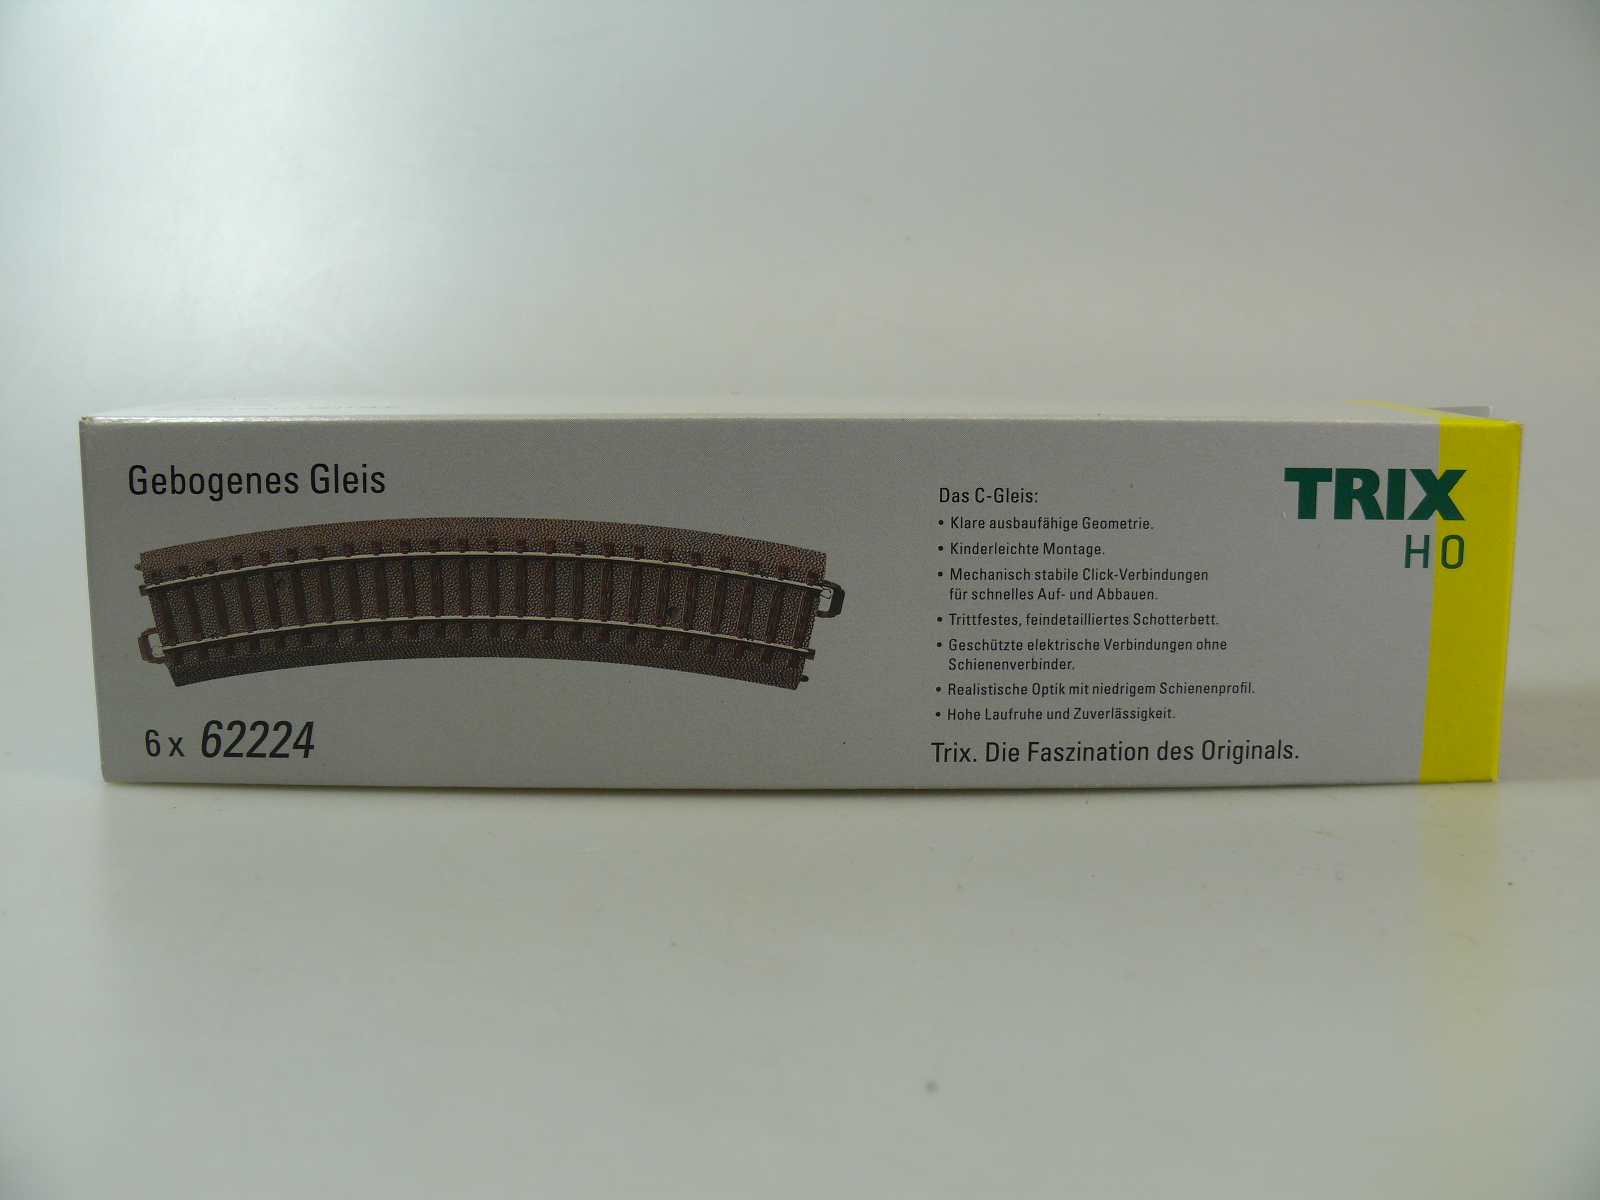 Gebogenes Gleis
6 x 62224
Das C-Gleis:
• Klare ausbaufähige Geometrie.
• Kinderleichte Montage.
• Mechanisch stabile Click-Verbindungen
für schnelles Auf- und Abbauen.
• Trittfestes, feindetailliertes Schotterbett.
• Geschützte elektrische Verbindungen ohne
Schienenverbinder.
• Realistische Optik mit niedrigem Schienenprofil.
• Hohe Laufruhe und Zuverlässigkeit.
Trix. Die Faszination des Originals.
TRIX
H0